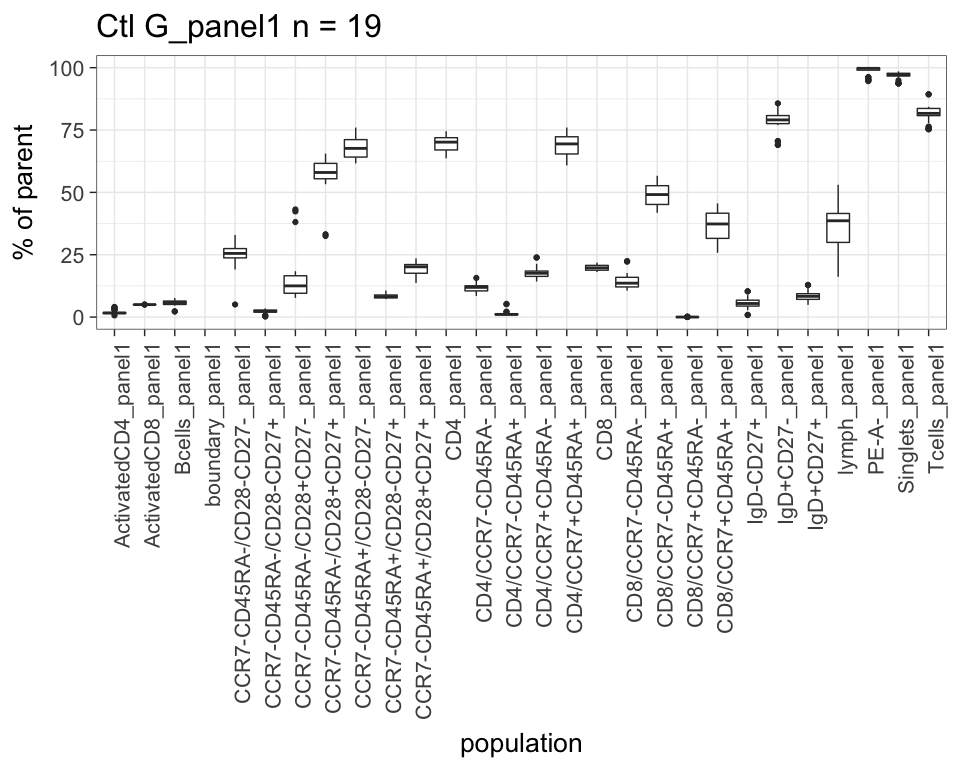 Ctl G_panel1 n = 19
% of parent
100
75
50
25
0
ActivatedCD4_panel1
ActivatedCD8_panel1
Bcells_panel1
boundary_panel1
CCR7-CD45RA-/CD28-CD27-_panel1
CCR7-CD45RA-/CD28-CD27+_panel1
CCR7-CD45RA-/CD28+CD27-_panel1
CCR7-CD45RA-/CD28+CD27+_panel1
CCR7-CD45RA+/CD28-CD27-_panel1
CCR7-CD45RA+/CD28-CD27+_panel1
CCR7-CD45RA+/CD28+CD27+_panel1
CD4_panel1
CD4/CCR7-CD45RA-_panel1
CD4/CCR7-CD45RA+_panel1
CD4/CCR7+CD45RA-_panel1
CD4/CCR7+CD45RA+_panel1
CD8_panel1
CD8/CCR7-CD45RA-_panel1
CD8/CCR7-CD45RA+_panel1
CD8/CCR7+CD45RA-_panel1
CD8/CCR7+CD45RA+_panel1
IgD-CD27+_panel1
IgD+CD27-_panel1
IgD+CD27+_panel1
lymph_panel1
PE-A-_panel1
Singlets_panel1
Tcells_panel1
population